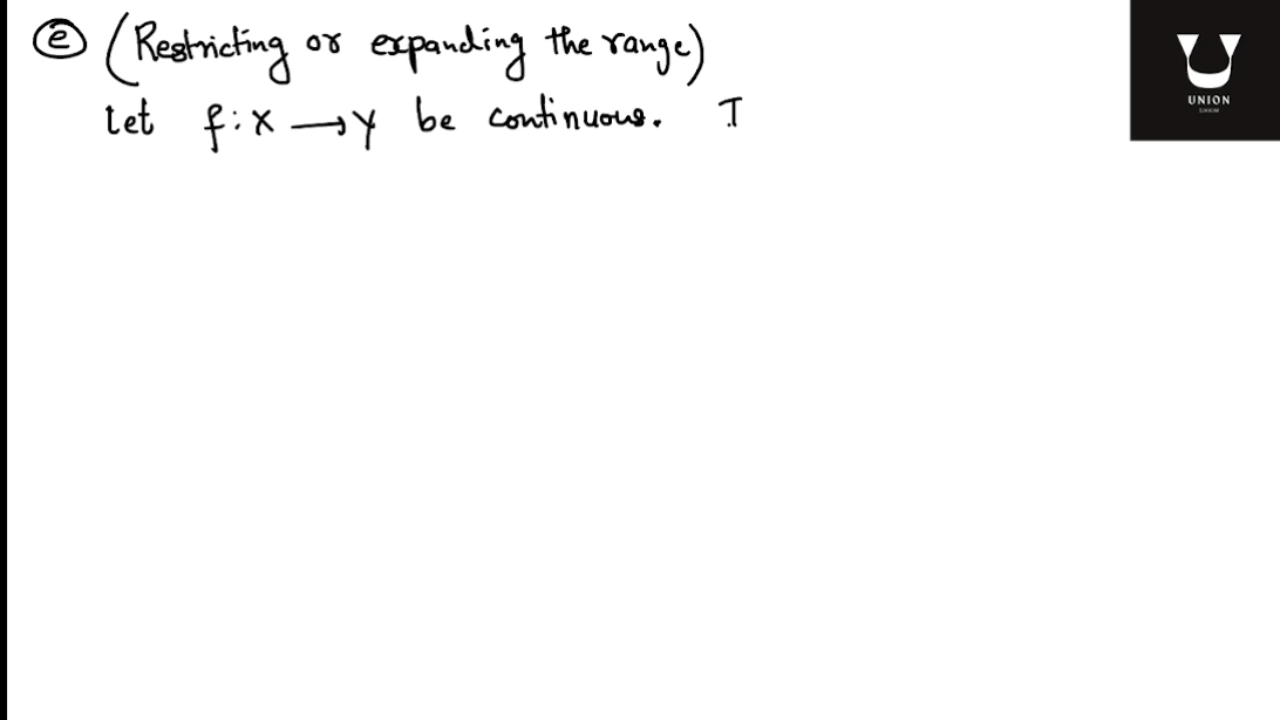 ⓔ (Restricting or expanding the range)
Let f: X ⟶ Y be continuous. I
UNION